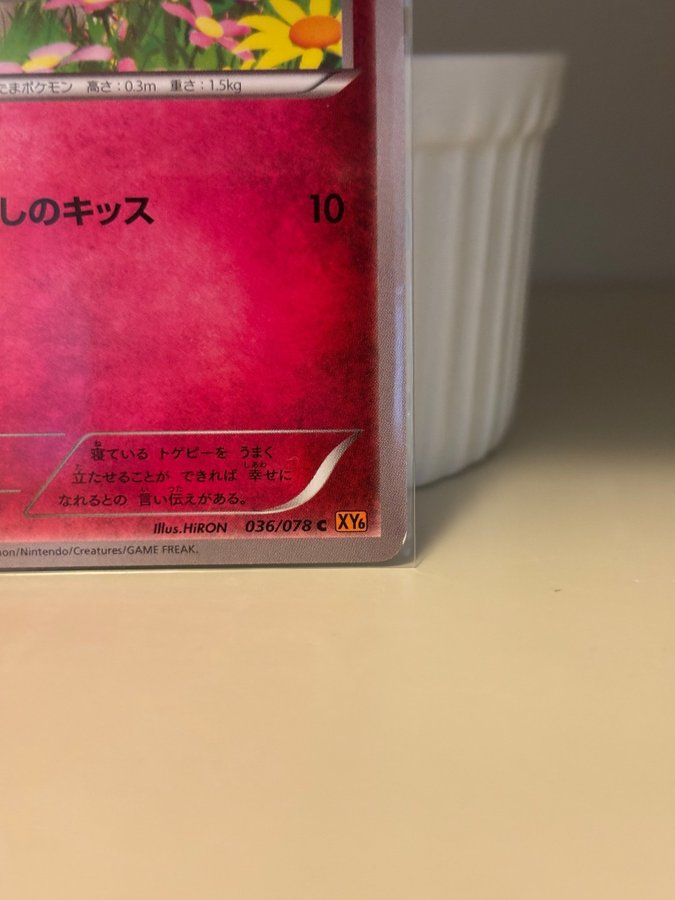 たまポケモン 高さ：0.3m 重さ：1.5kg
しのキッス 10
寝ている トゲピーを うまく
立たせることが できれば 幸せに
なれるとの 言い伝えがある。
Illus.HiRON 036/078 C XY6
mon/Nintendo/Creatures/GAME FREAK.